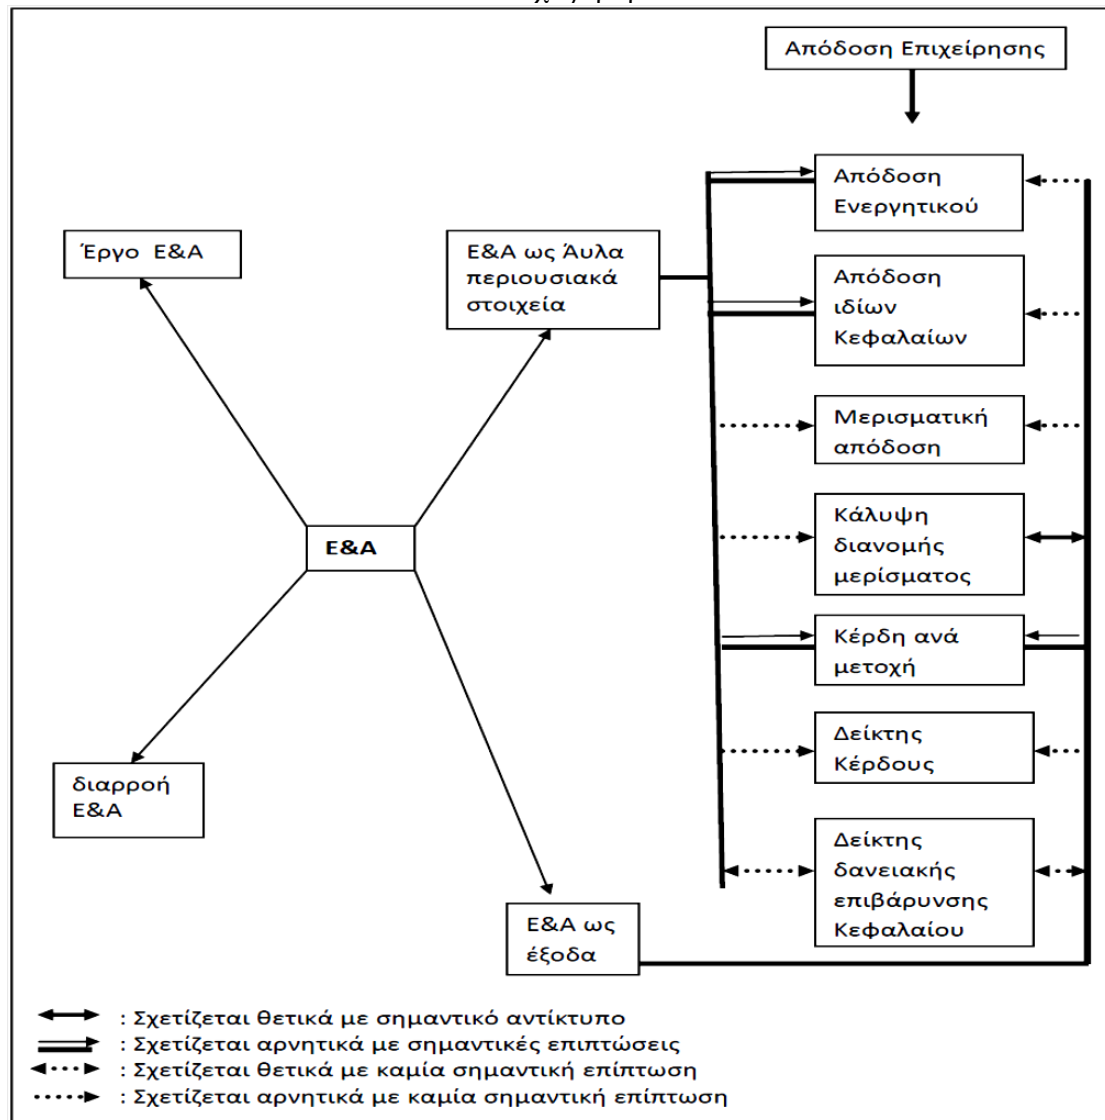 Απόδοση Επιχείρησης
Απόδοση
Ενεργητικού
Έργο Ε&Α
Ε&Α ως Άυλα
περιουσιακά
στοιχεία
Απόδοση
ιδίων
Κεφαλαίων
Μερισματική
απόδοση
Κάλυψη
διανομής
μερίσματος
Ε&Α
Κέρδη ανά
μετοχή
Δείκτης
Κέρδους
διαρροή
Ε&Α
Δείκτης
δανειακής
επιβάρυνσης
Κεφαλαίου
Ε&Α ως
έξοδα
: Σχετίζεται θετικά με σημαντικό αντίκτυπο
: Σχετίζεται αρνητικά με σημαντικές επιπτώσεις
: Σχετίζεται θετικά με καμία σημαντική επίπτωση
: Σχετίζεται αρνητικά με καμία σημαντική επίπτωση